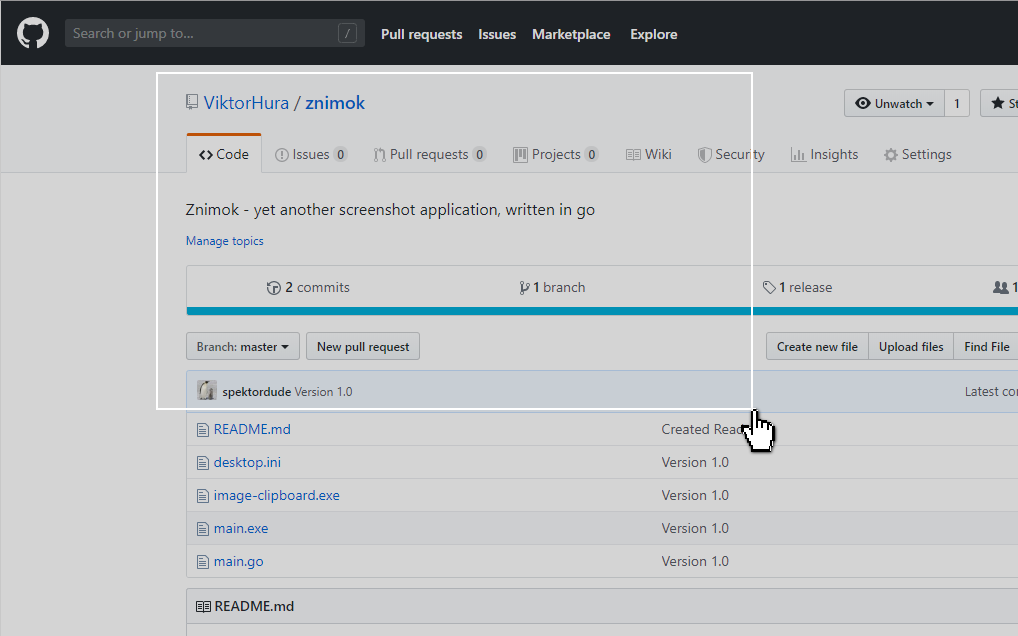 Search or jump to... / Pull requests Issues Marketplace Explore
ViktorHura / znimok Unwatch 1
Code Issues 0 Pull requests 0 Projects 0 Wiki Security Insights Settings
Znimok - yet another screenshot application, written in go
Manage topics
2 commits 1 branch 1 release 1
Branch: master New pull request Create new file Upload files Find File
spektordude Version 1.0 Latest
README.md Created
desktop.ini Version 1.0
image-clipboard.exe Version 1.0
main.exe Version 1.0
main.go Version 1.0
README.md